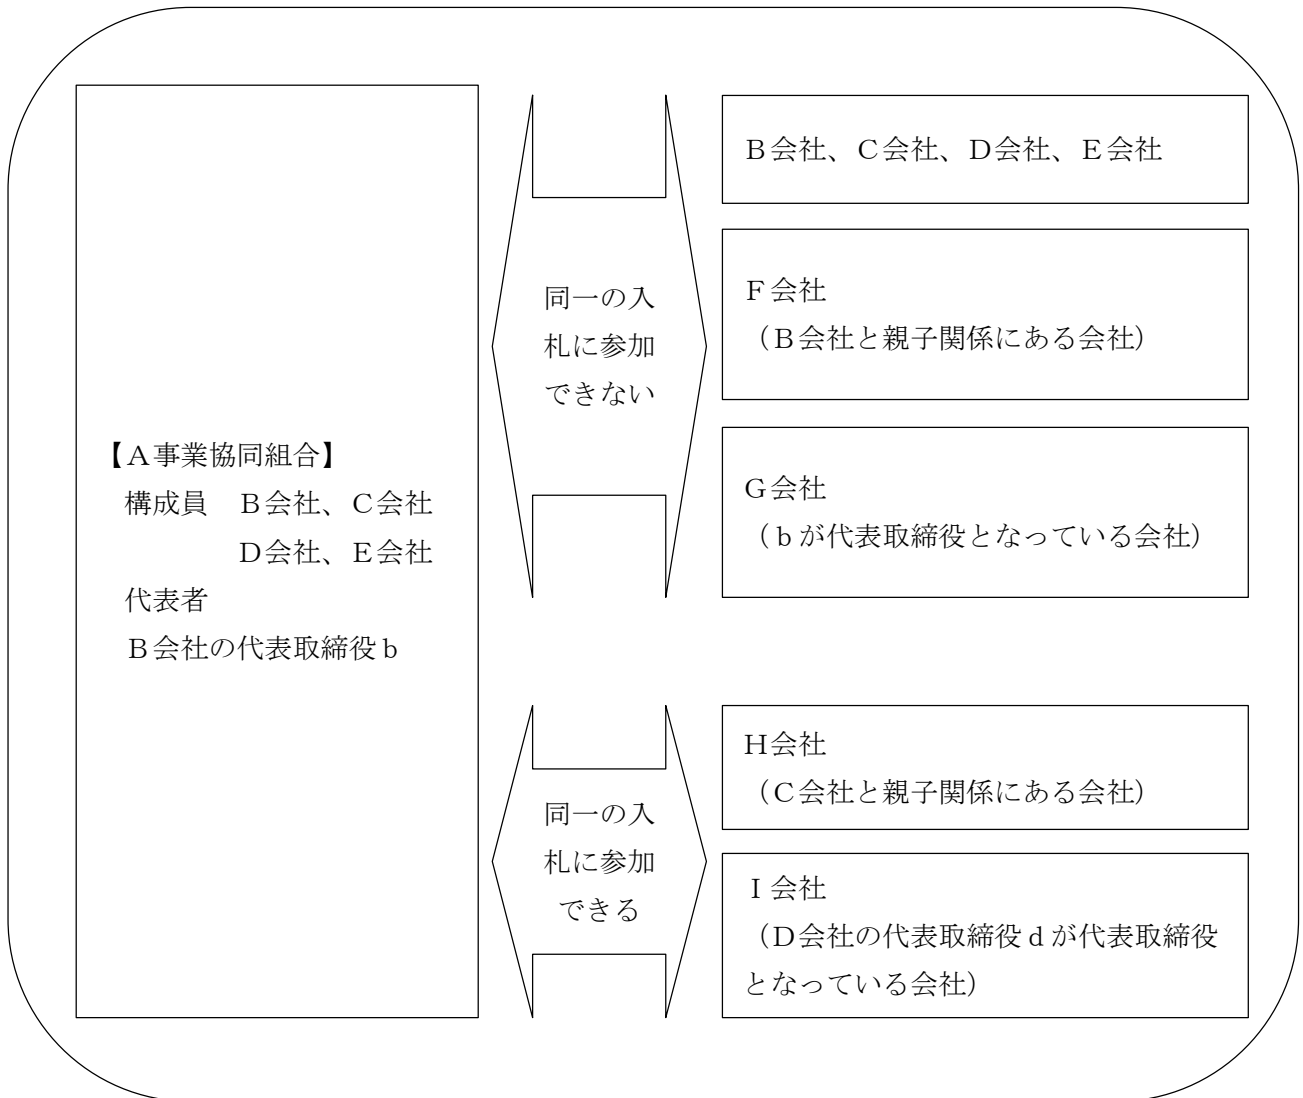 【Ａ事業協同組合】
構成員　Ｂ会社、Ｃ会社
Ｄ会社、Ｅ会社
代表者
Ｂ会社の代表取締役ｂ
同一の入
札に参加
できない
Ｂ会社、Ｃ会社、Ｄ会社、Ｅ会社
Ｆ会社
（Ｂ会社と親子関係にある会社）
Ｇ会社
（ｂが代表取締役となっている会社）
同一の入
札に参加
できる
Ｈ会社
（Ｃ会社と親子関係にある会社）
Ｉ会社
（Ｄ会社の代表取締役ｄが代表取締役
となっている会社）